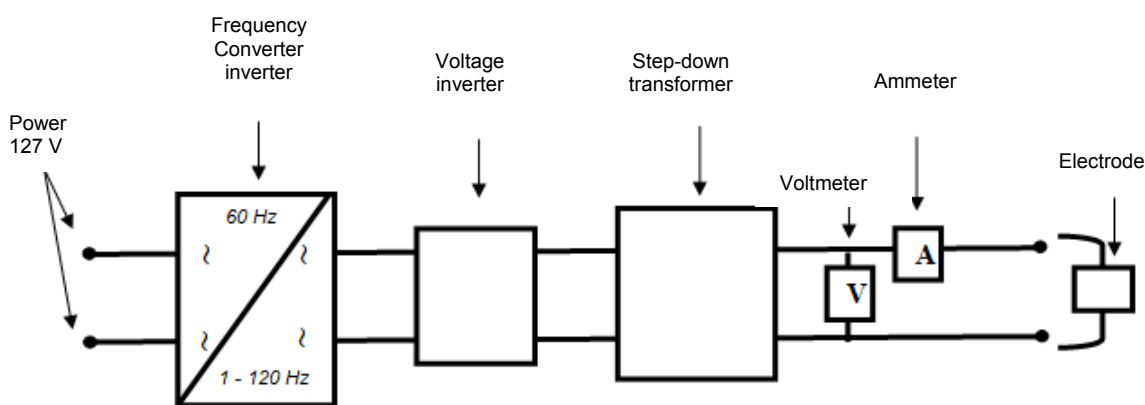 Frequency
Converter
inverter
Voltage
inverter
Step-down
transformer
Ammeter
Power
127 V
Voltmeter
Electrode
60 Hz
~ ~
A
V
~ ~
1 - 120 Hz